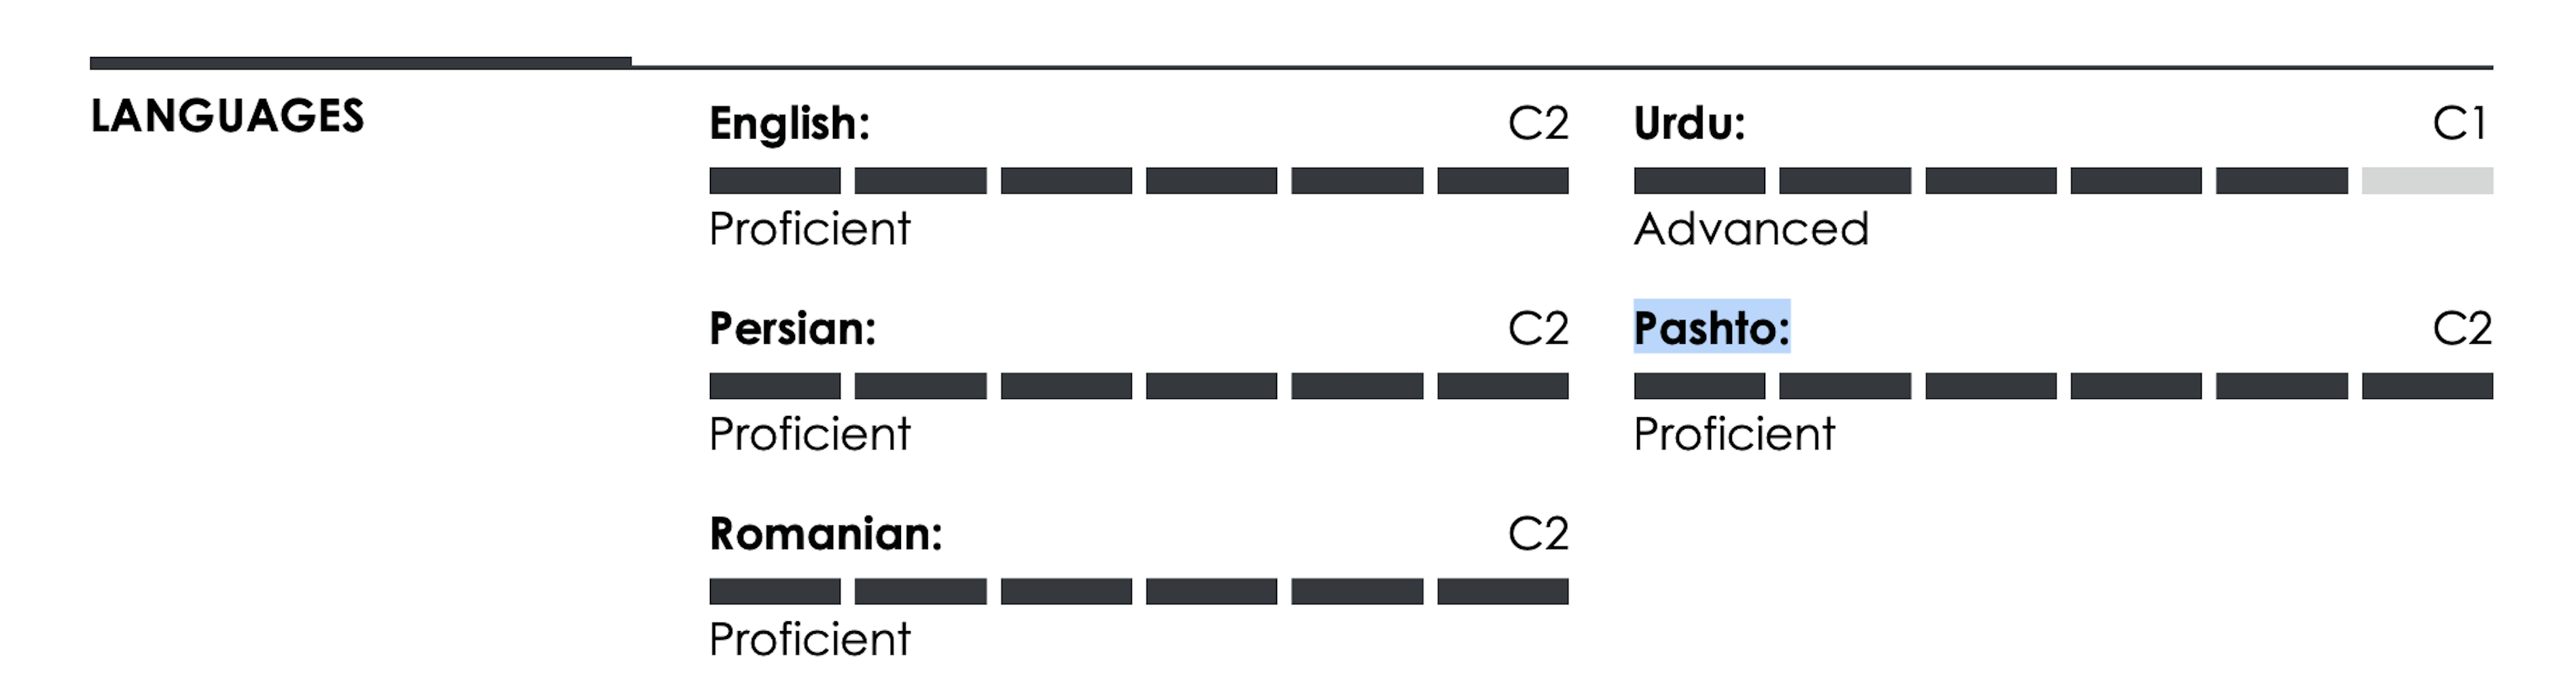 LANGUAGES
English: C2
Proficient
Urdu: C1
Advanced
Persian: C2
Proficient
Pashto: C2
Proficient
Romanian: C2
Proficient